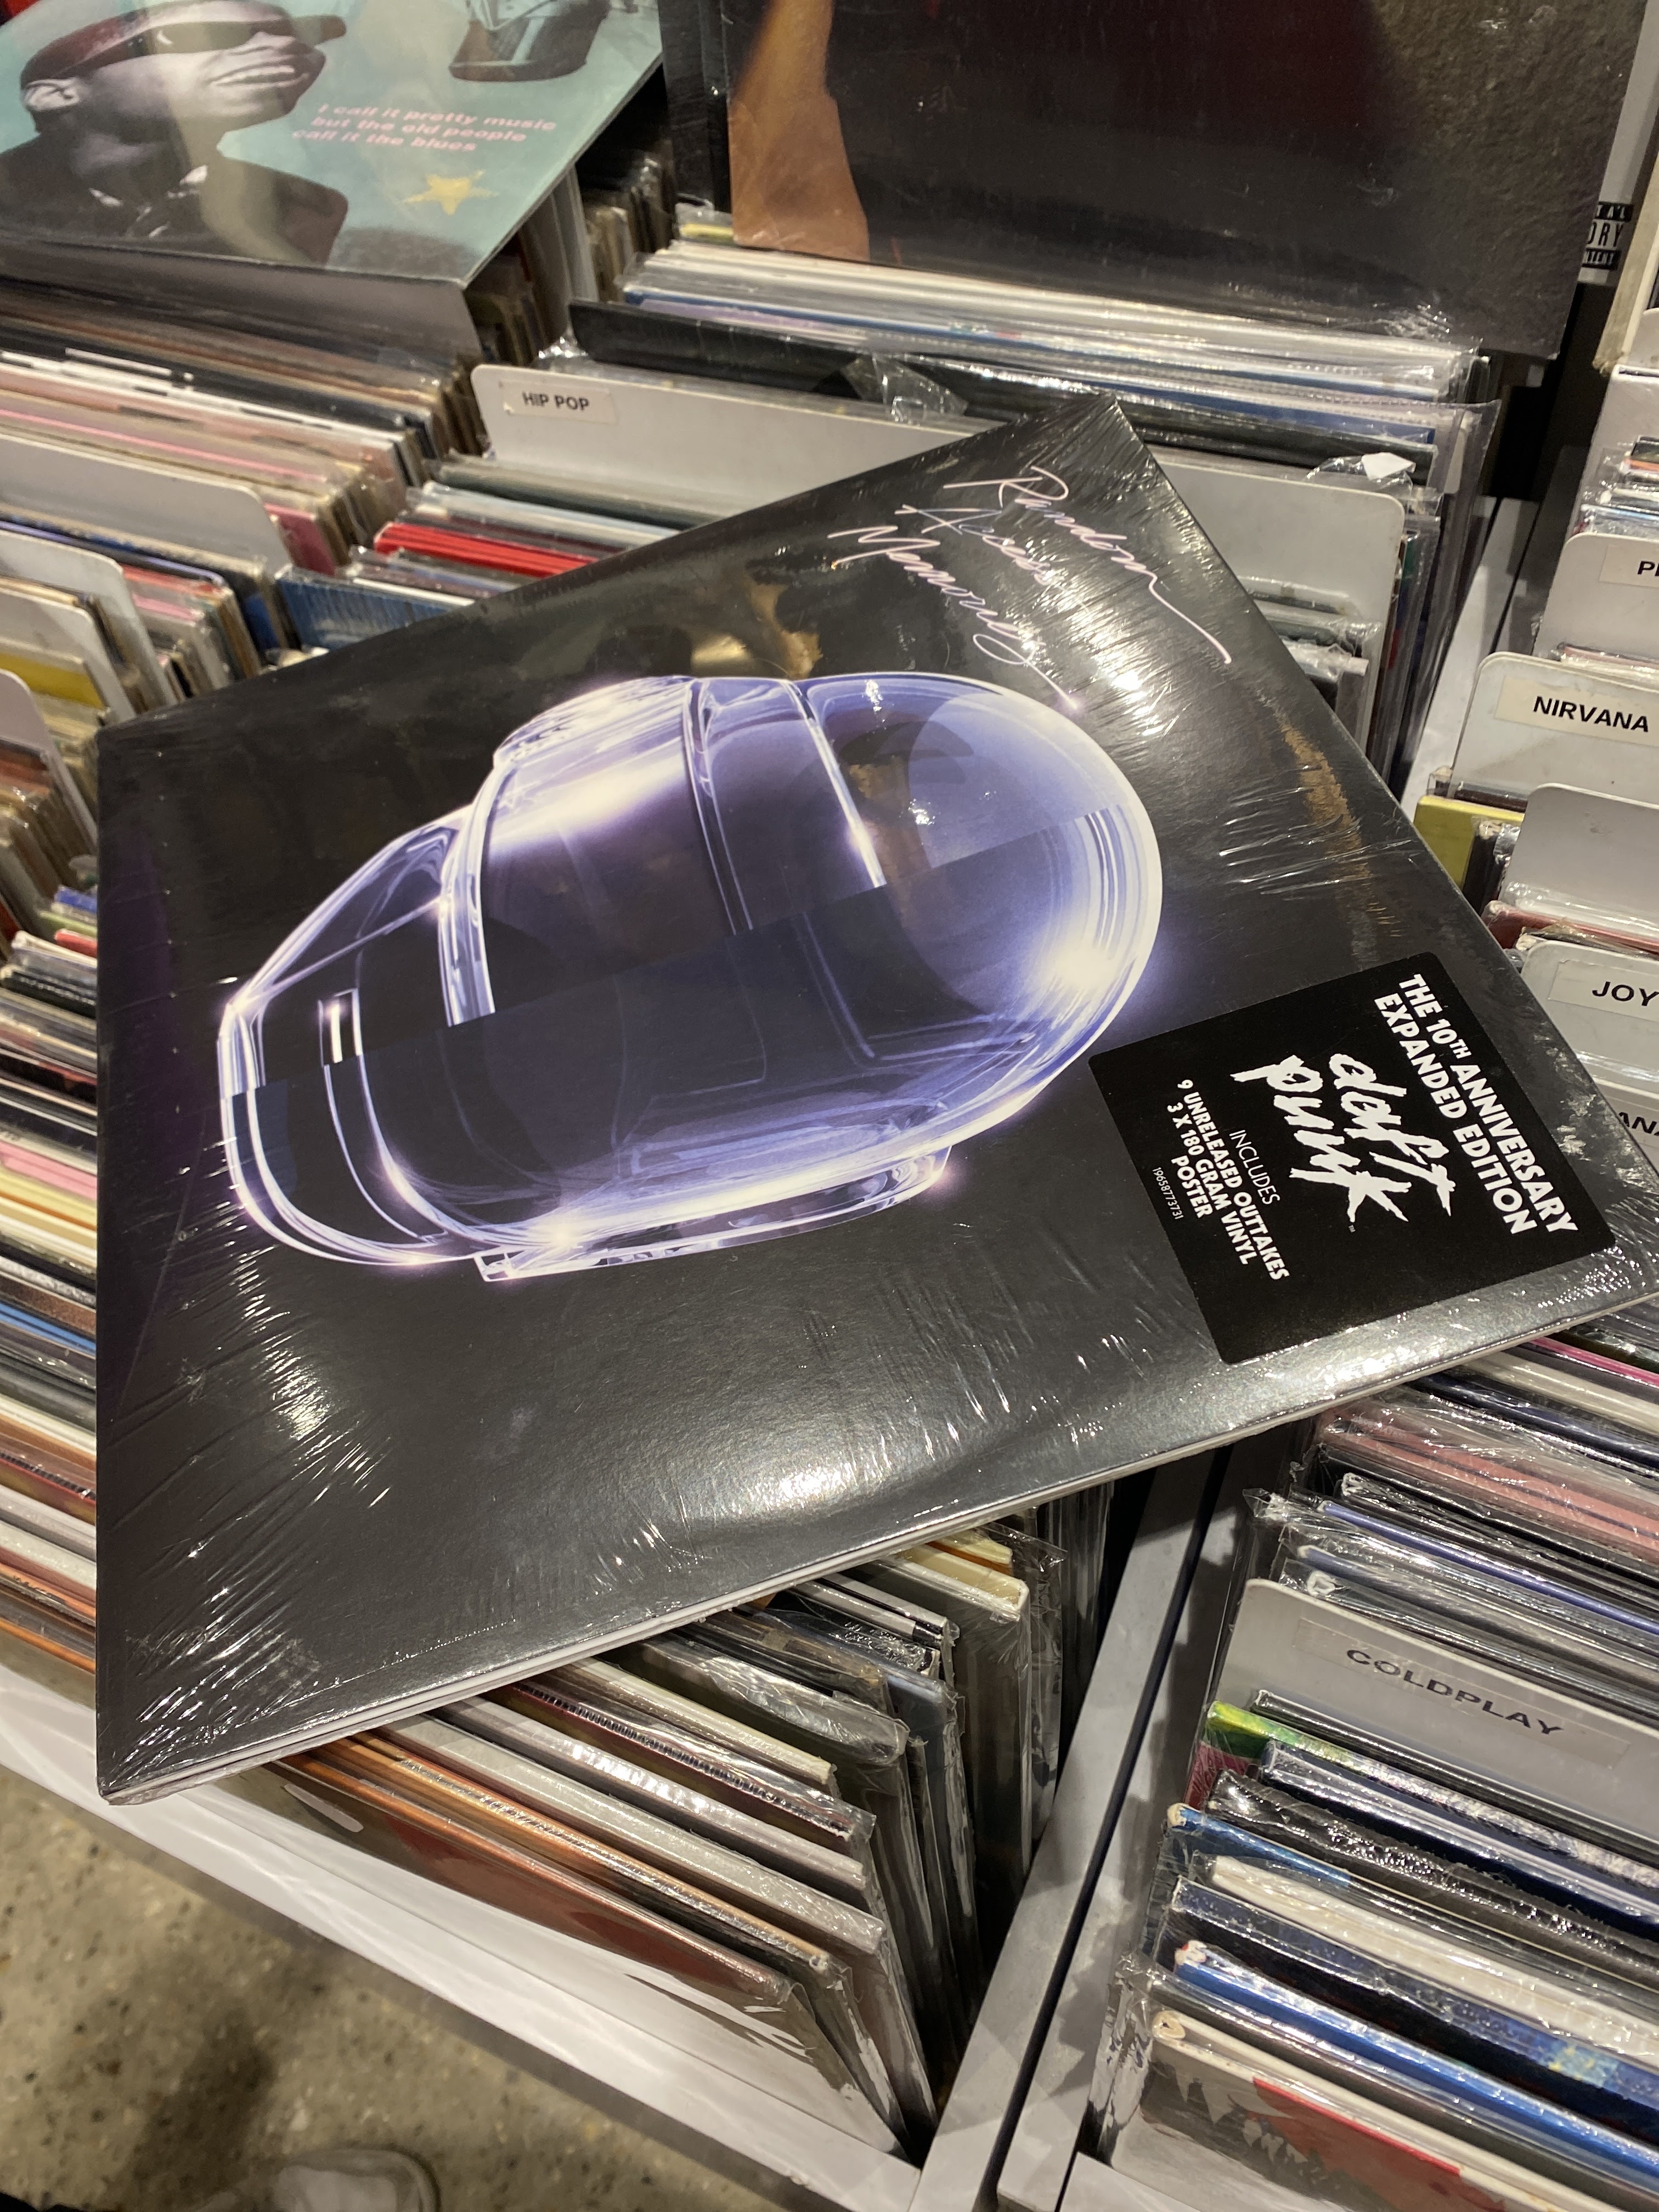 I call it pretty music
but the old people
call it the blues
HIP POP
Random
Access
Memories
NIRVANA
JOY
THE 10TH ANNIVERSARY
EXPANDED EDITION
daft
punk
INCLUDES
9 UNRELEASED OUTTAKES
3 X 180 GRAM VINYL
POSTER
196587773731
COLDPLAY